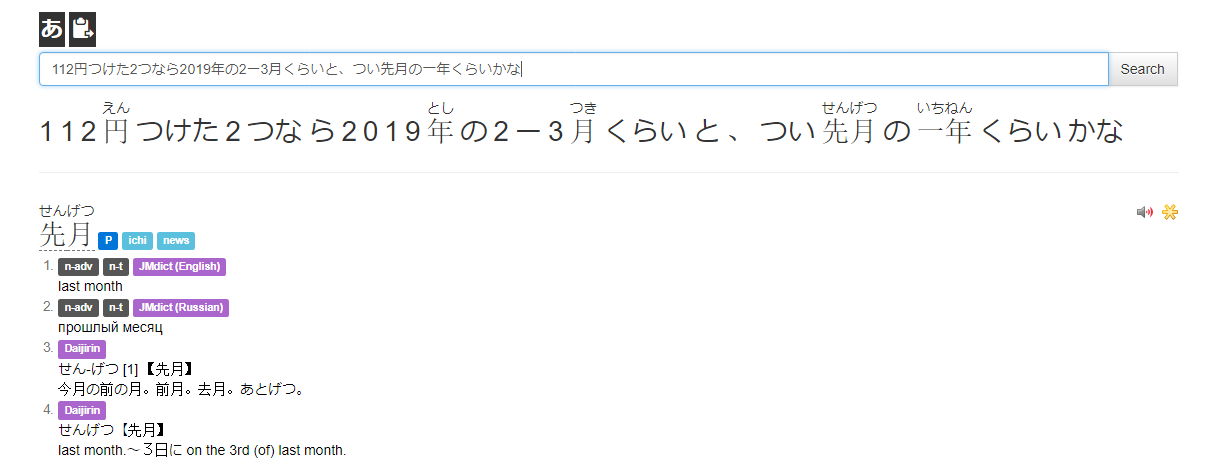 あ
112円つけた2つなら2019年の2ー3月くらいと、つい先月の一年くらいかな
Search
えん とし つき せんげつ いちねん
112円つけた2つなら2019年の2ー3月くらいと、つい先月の一年くらいかな
せんげつ
先月 P ichi news
1. n-adv n-t JMdict (English)
last month
2. n-adv n-t JMdict (Russian)
прошлый месяц
3. Daijirin
せん-げつ [1]【先月】
今月の前の月。前月。去月。あとげつ。
4. Daijirin
せんげつ【先月】
last month.～３日に on the 3rd (of) last month.